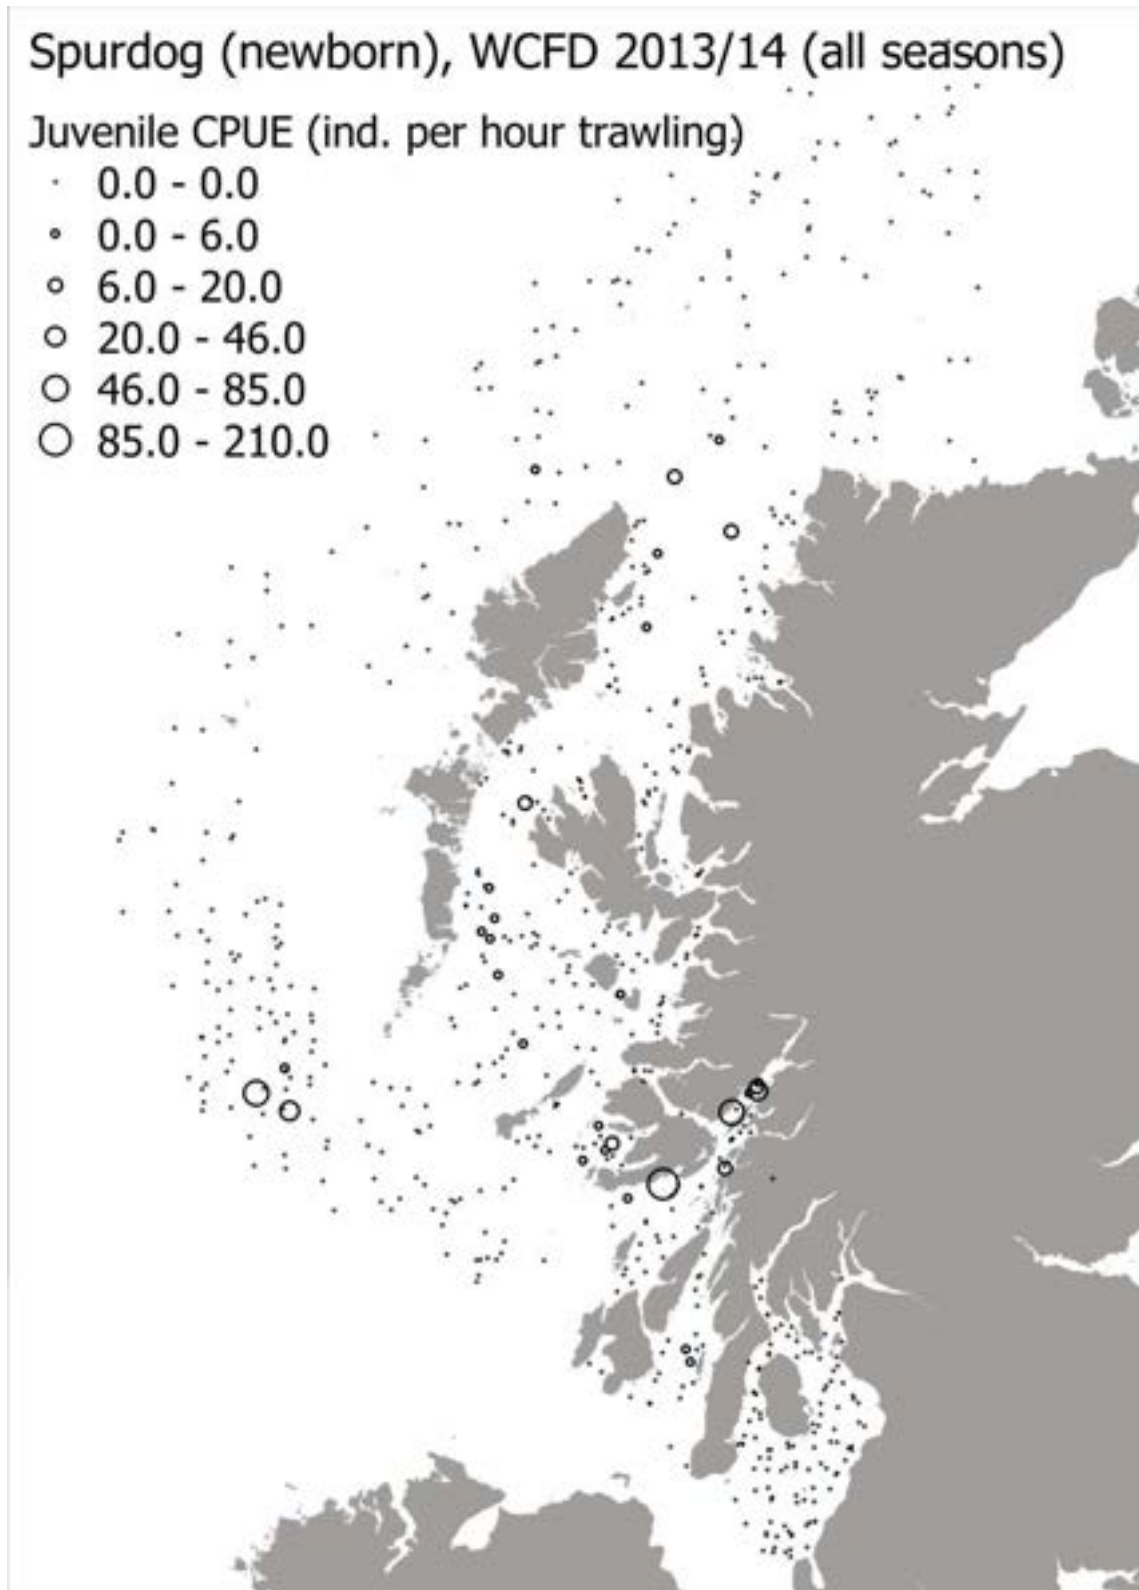 Spurdog (newborn), WCFD 2013/14 (all seasons)
Juvenile CPUE (ind. per hour trawling)
0.0 - 0.0
0.0 - 6.0
6.0 - 20.0
20.0 - 46.0
46.0 - 85.0
85.0 - 210.0